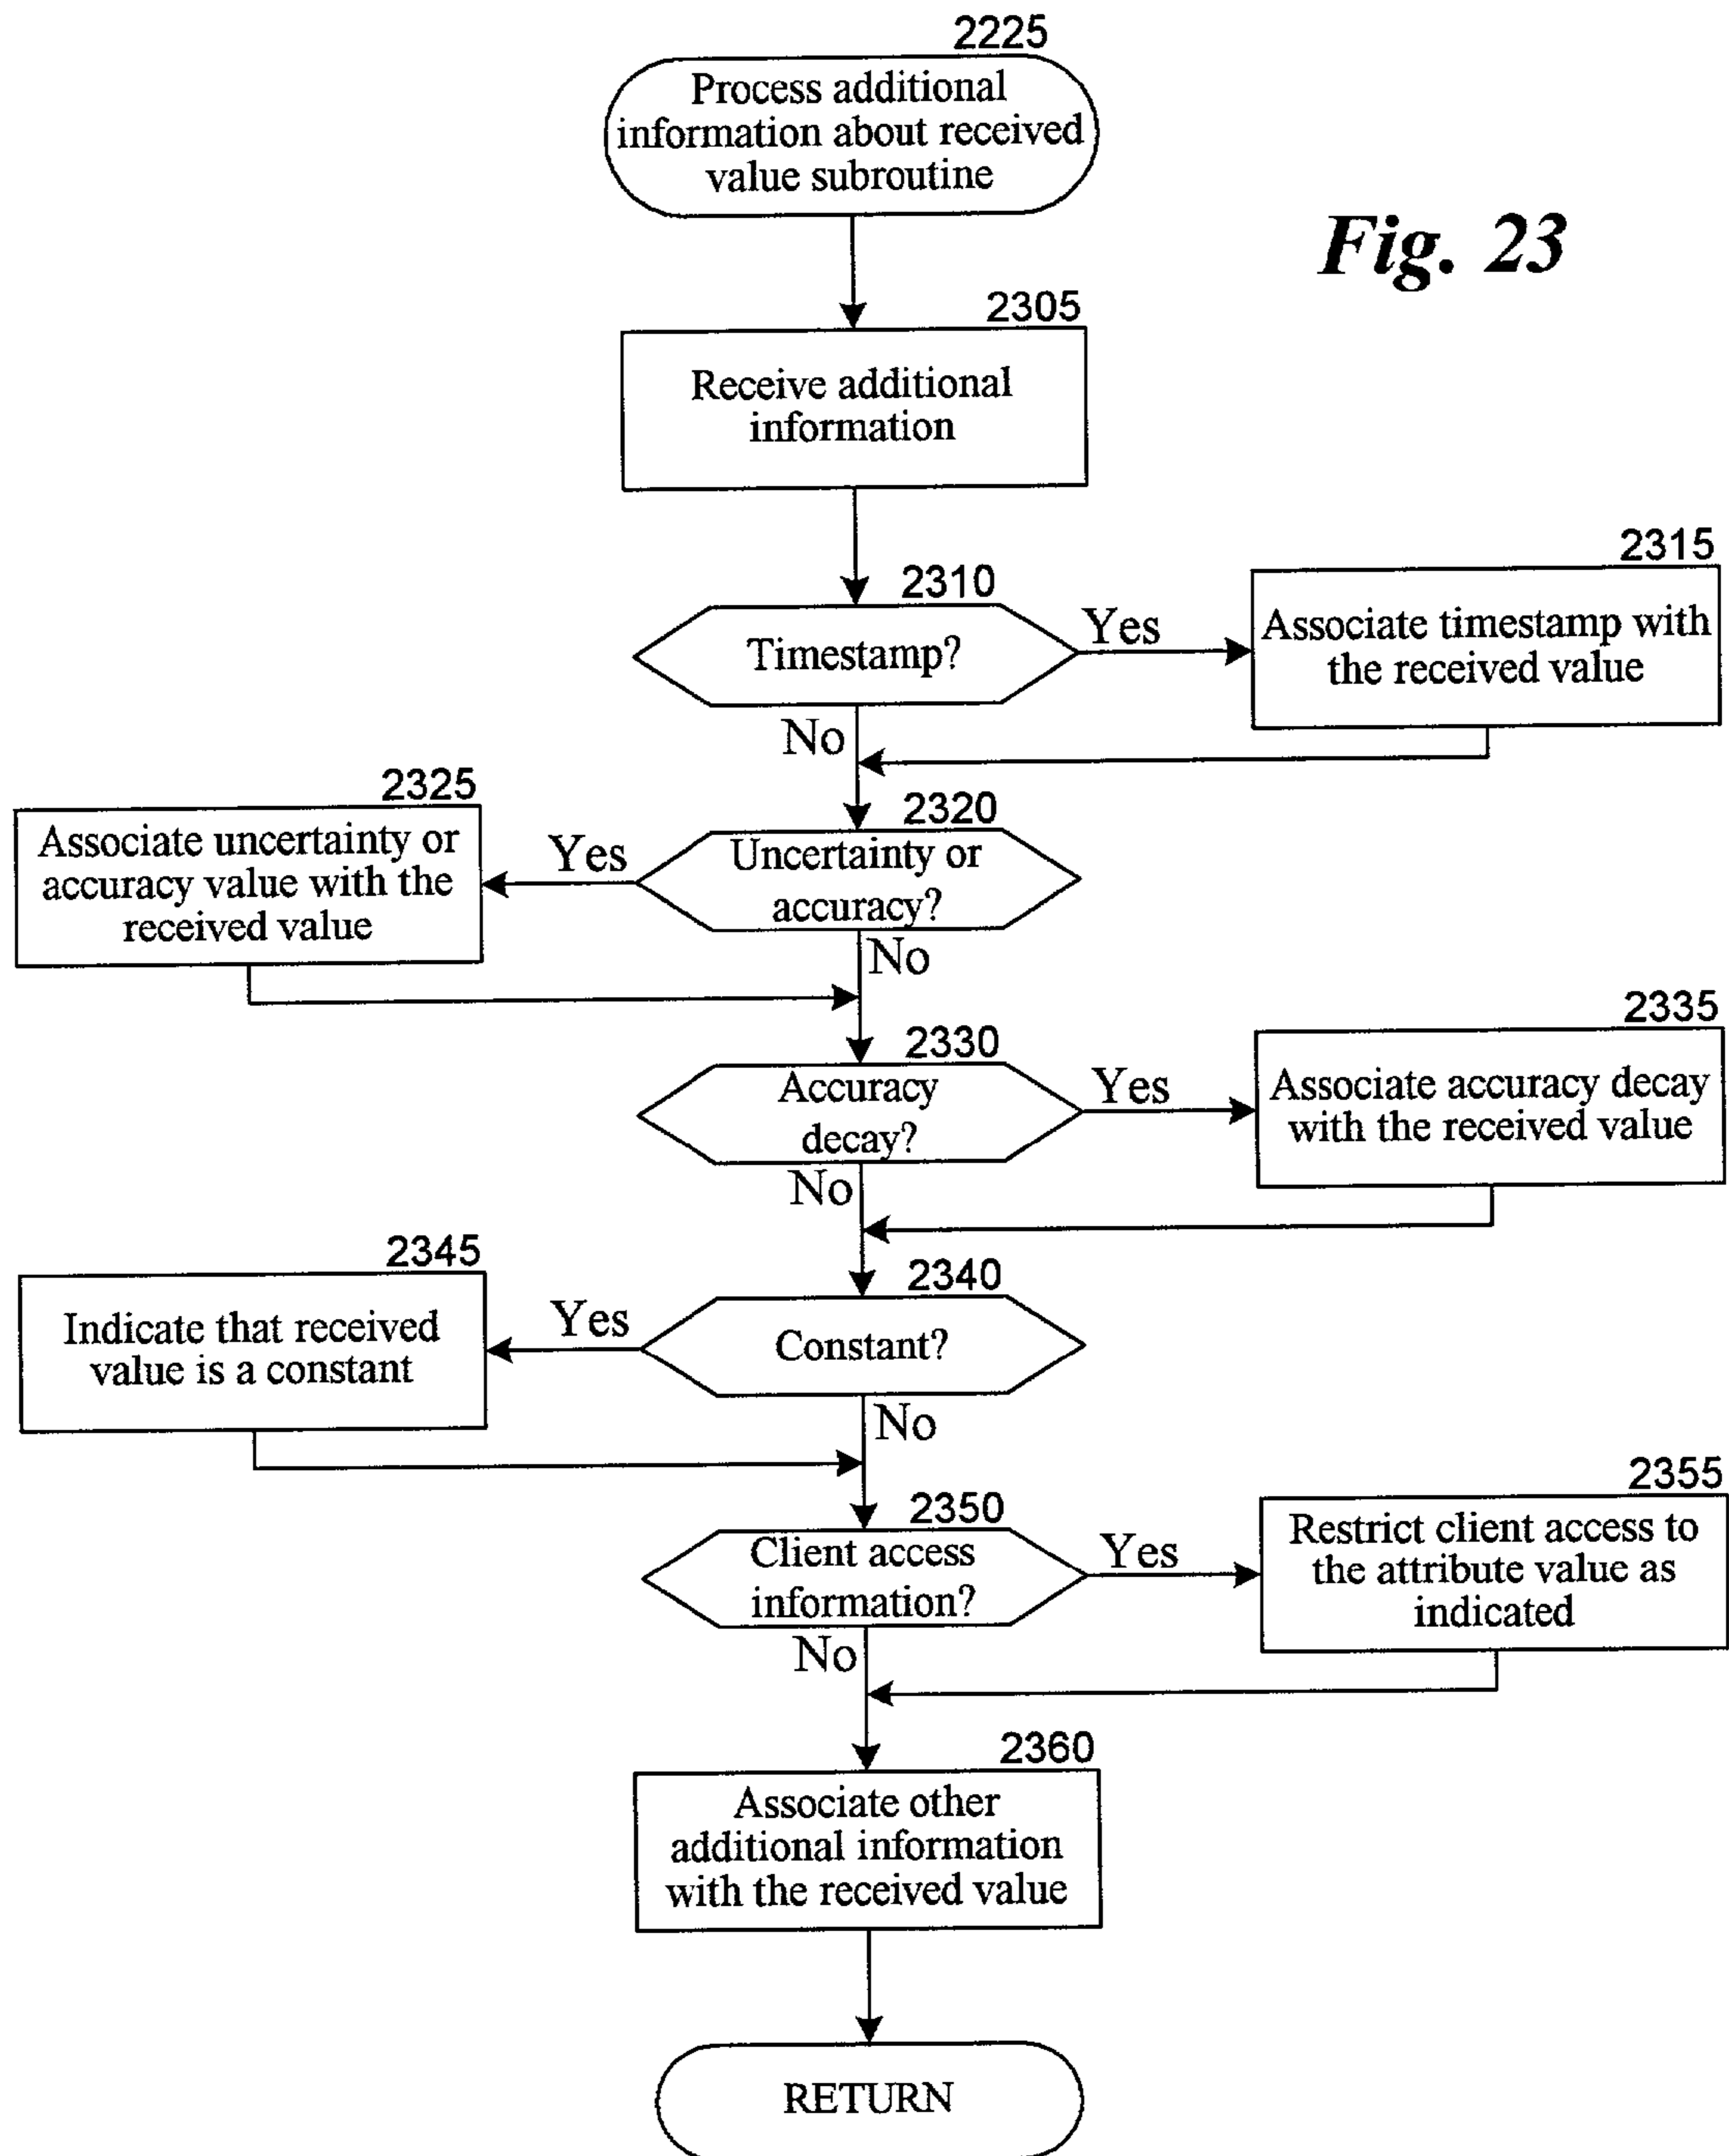 2225
Process additional
information about received
value subroutine
Fig. 23
2305
Receive additional
information
2310
Timestamp?
Yes
2315
Associate timestamp with
the received value
No
2320
Uncertainty or
accuracy?
Yes
2325
Associate uncertainty or
accuracy value with the
received value
No
2330
Accuracy
decay?
Yes
2335
Associate accuracy decay
with the received value
No
2340
Constant?
Yes
2345
Indicate that received
value is a constant
No
2350
Client access
information?
Yes
2355
Restrict client access to
the attribute value as
indicated
No
2360
Associate other
additional information
with the received value
RETURN